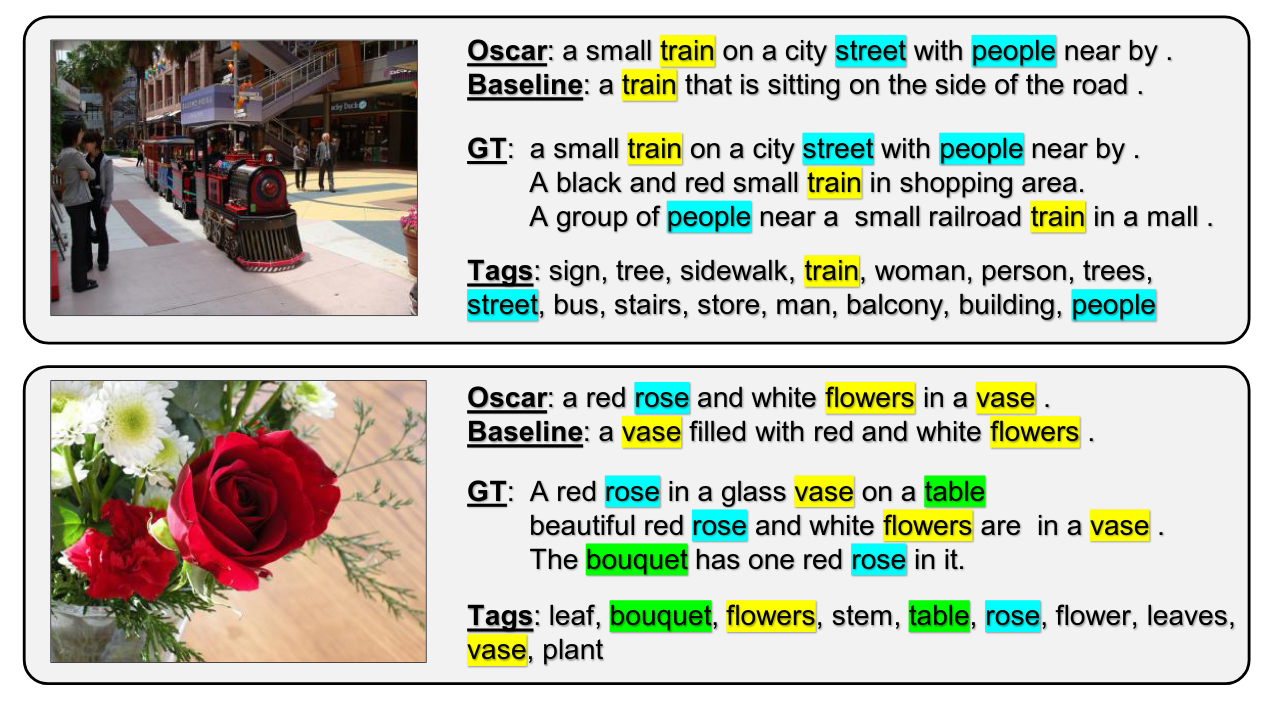 Oscar: a small train on a city street with people near by .
Baseline: a train that is sitting on the side of the road .
GT: a small train on a city street with people near by .
A black and red small train in shopping area.
A group of people near a  small railroad train in a mall .
Tags: sign, tree, sidewalk, train, woman, person, trees,
street, bus, stairs, store, man, balcony, building, people
Oscar: a red rose and white flowers in a vase .
Baseline: a vase filled with red and white flowers .
GT: A red rose in a glass vase on a table
beautiful red rose and white flowers are  in a vase .
The bouquet has one red rose in it.
Tags: leaf, bouquet, flowers, stem, table, rose, flower, leaves,
vase, plant